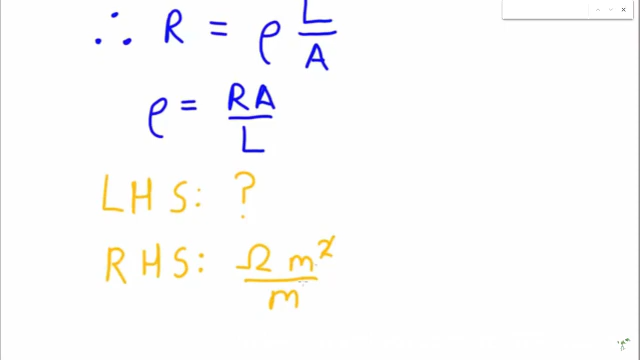 ∴ R = ρ L/A
ρ = RA/L
LHS: ?
RHS: Ω m²/m